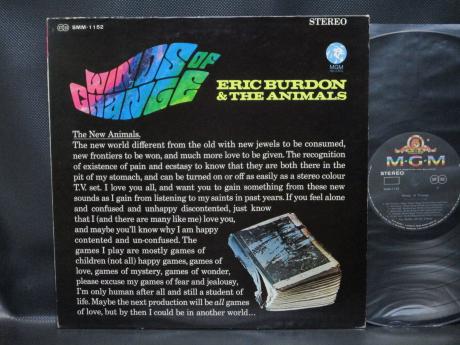 SMM-1152
STEREO
WINDS OF
CHANGE
MGM
ERIC BURDON
& THE ANIMALS
The New Animals.
The new world different from the old with new jewels to be consumed,
new frontiers to be won, and much more love to be given. The recognition
of existence of pain and ecstasy to know that they are both there in the
pit of my stomach, and can be turned on or off as easily as a stereo colour
T.V. set. I love you all, and want you to gain something from these new
sounds as I gain from listening to my saints in past years. If you feel alone
and confused and unhappy discontented, just know
that I (and there are many like me) love you,
and maybe you'll know why I am happy
contented and un-confused. The
games I play are mostly games of
children (not all) happy games, games of
love, games of mystery, games of wonder,
please excuse my games of fear and jealousy,
I'm only human after all and still a student of
life. Maybe the next production will be all games
of love, but by then I could be in another world...
M-G-M
STEREO